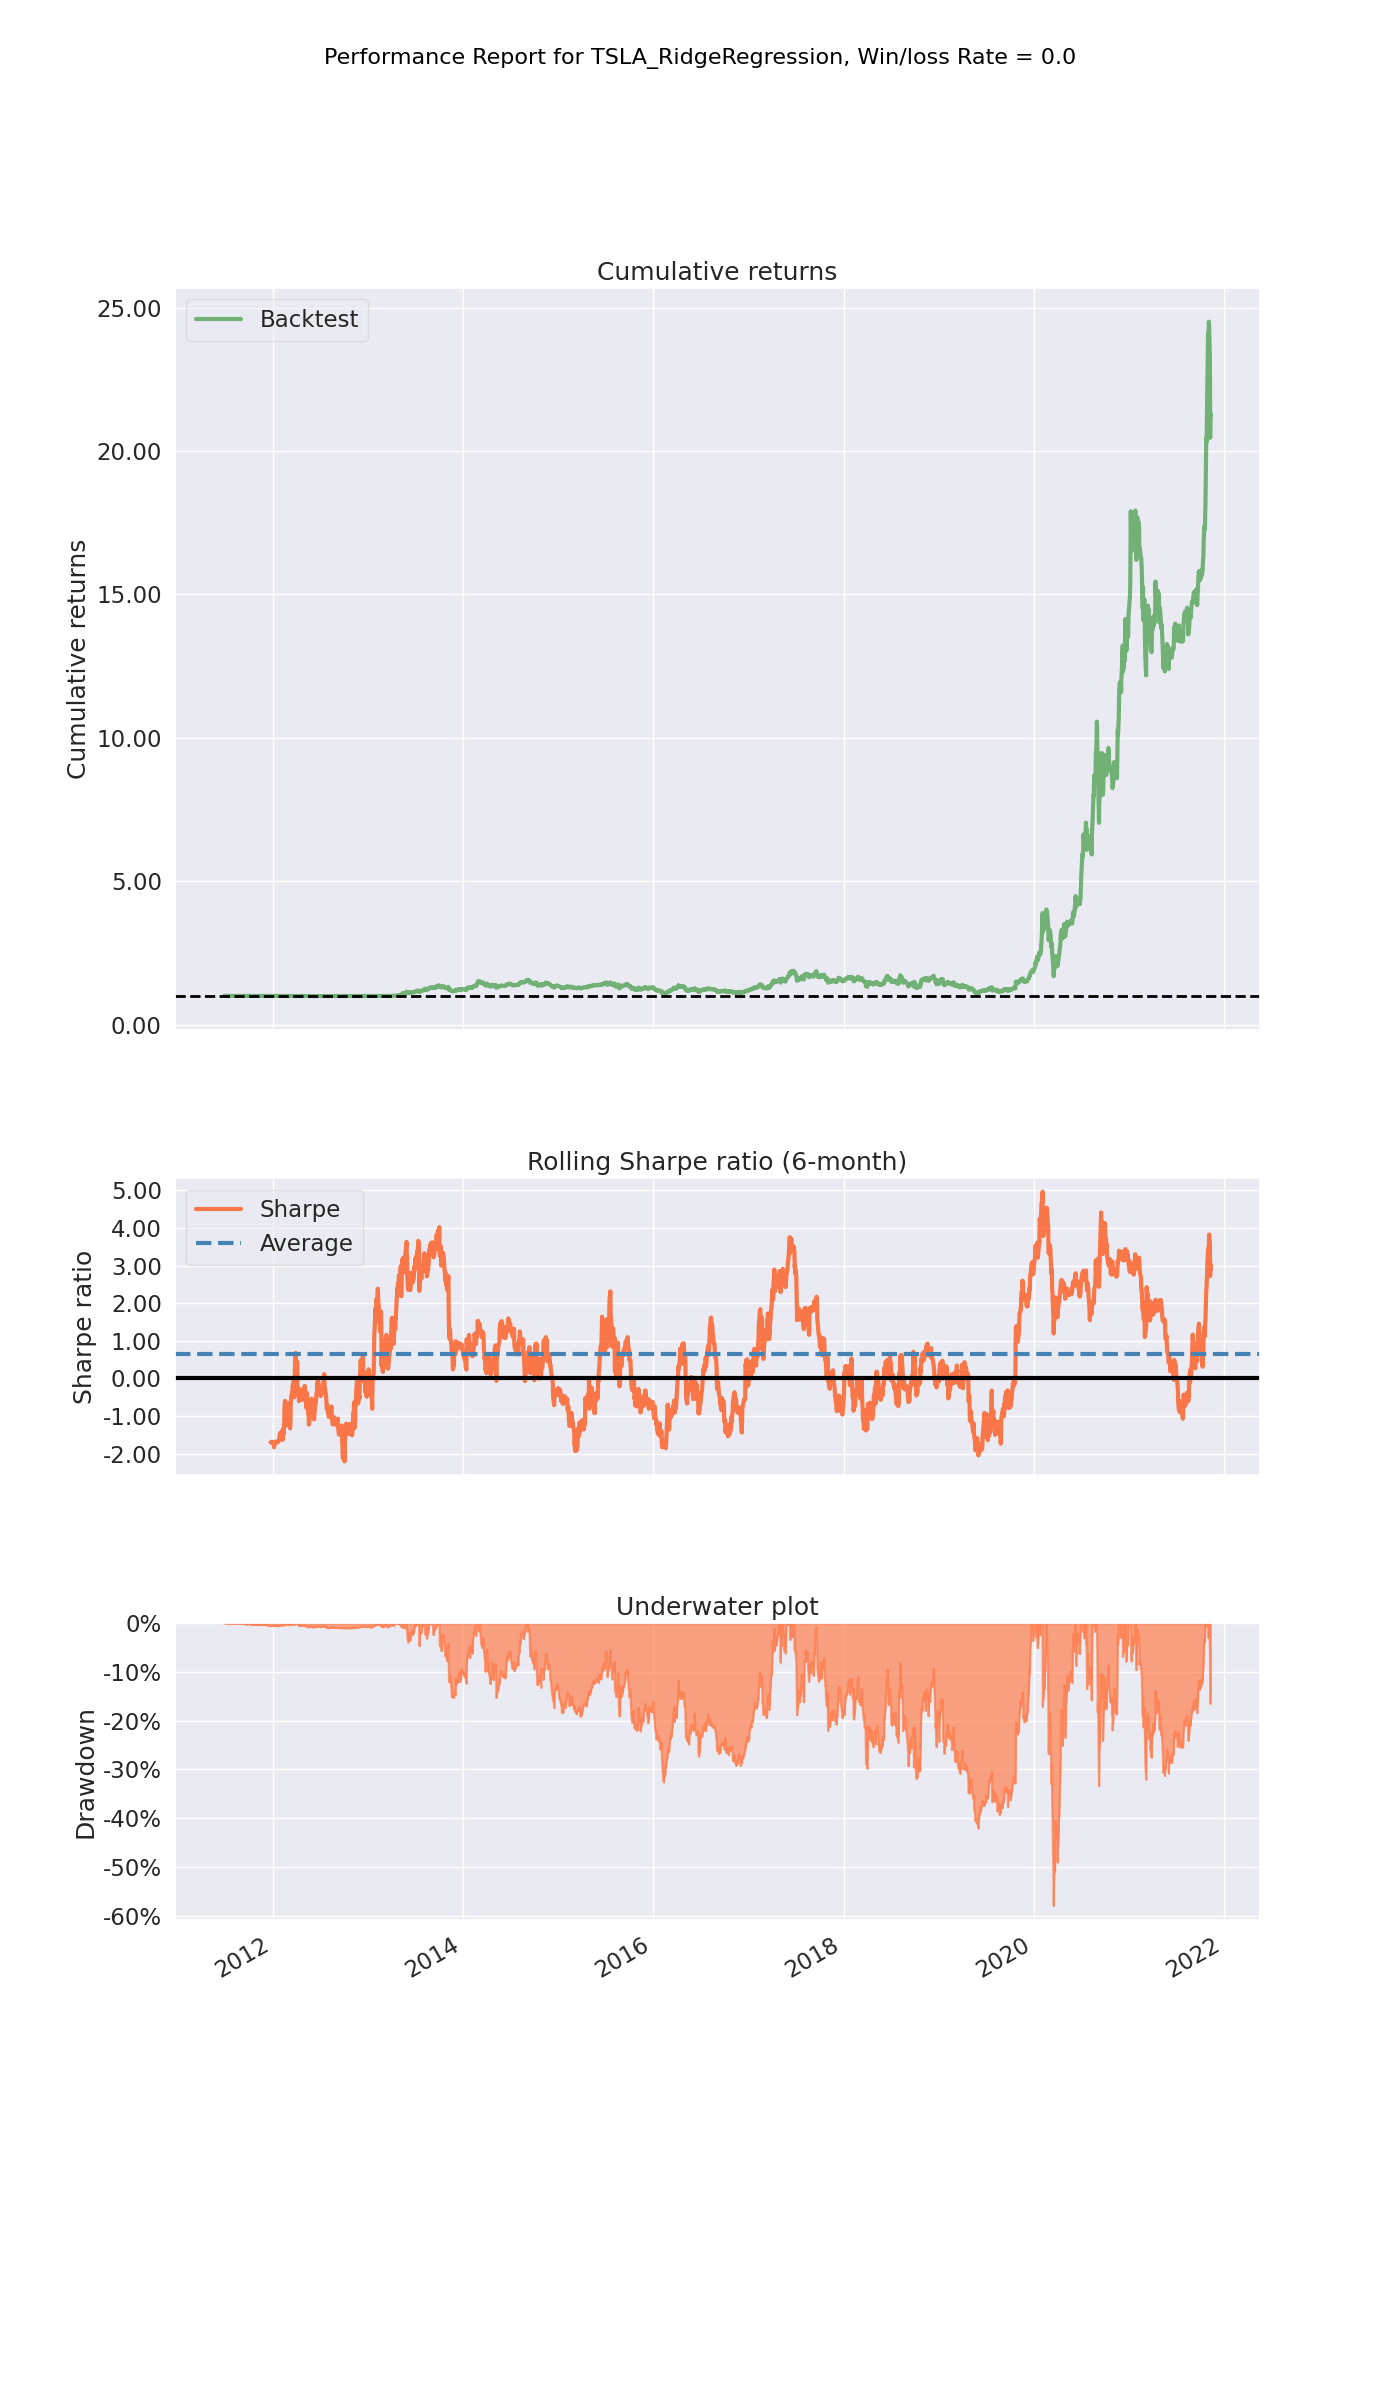 Performance Report for TSLA_RidgeRegression, Win/loss Rate = 0.0
Cumulative returns
25.00
Backtest
20.00
15.00
Cumulative returns
10.00
5.00
0.00
Rolling Sharpe ratio (6-month)
5.00
Sharpe
4.00
Average
3.00
2.00
Sharpe ratio
1.00
0.00
-1.00
-2.00
Underwater plot
0%
-10%
-20%
Drawdown
-30%
-40%
-50%
-60%
2012
2014
2016
2018
2020
2022